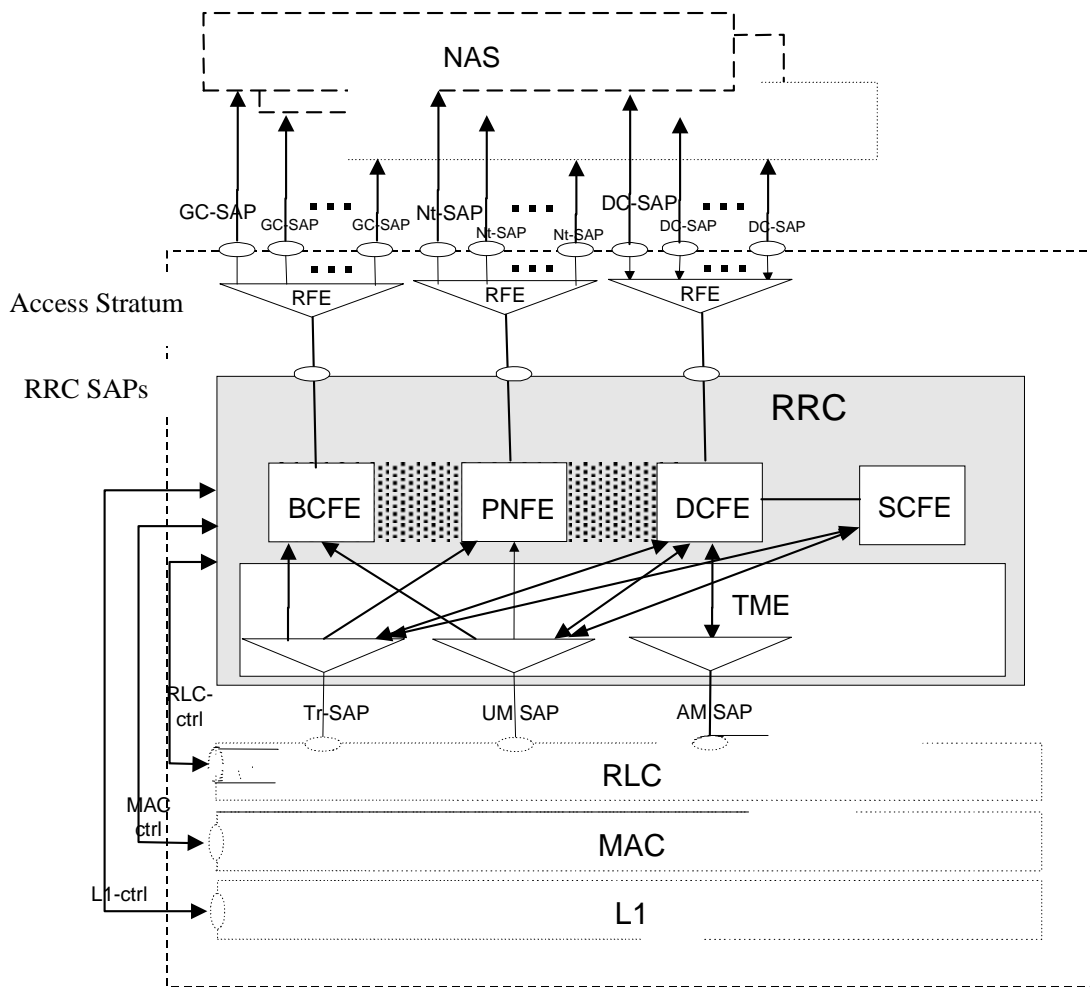 NAS
GC-SAP
GC-SAP
GC-SAP
Nt-SAP
Nt-SAP
Nt-SAP
DC-SAP
DC-SAP
DC-SAP
RFE
RFE
RFE
Access Stratum
RRC SAPs
RRC
BCFE
PNFE
DCFE
SCFE
TME
RLC-
ctrl
Tr-SAP
UM SAP
AM SAP
RLC
MAC
ctrl
MAC
L1-ctrl
L1